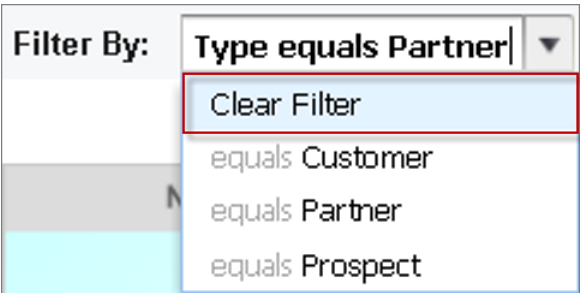 Filter By: Type equals Partner
Clear Filter
equals Customer
N
equals Partner
equals Prospect